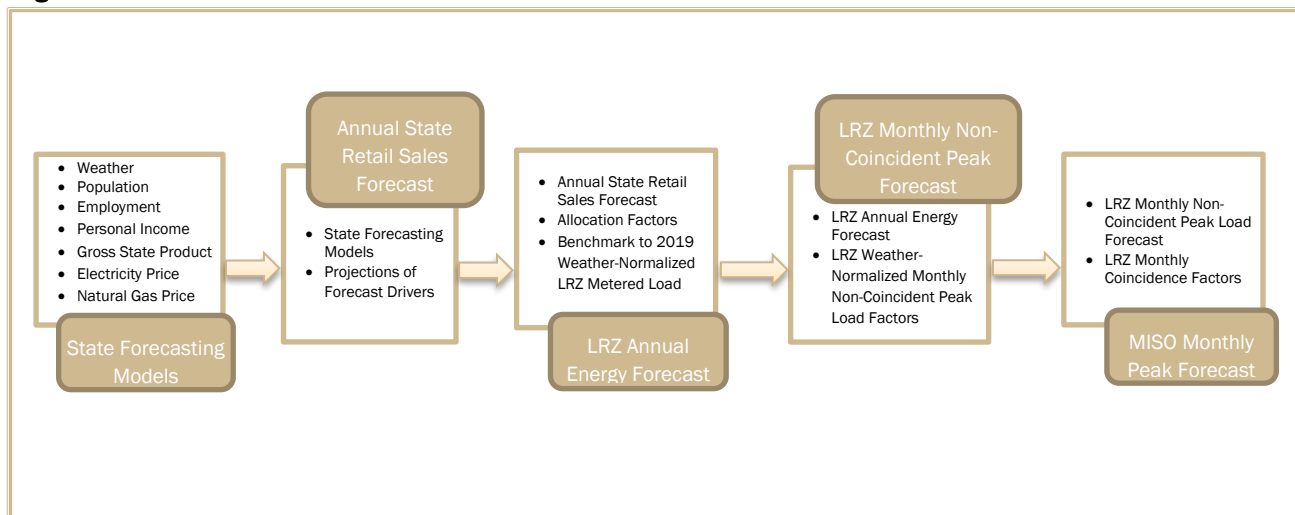 Weather
Population
Employment
Personal Income
Gross State Product
Electricity Price
Natural Gas Price
State Forecasting
Models
Annual State
Retail Sales
Forecast
State Forecasting
Models
Projections of
Forecast Drivers
Annual State Retail
Sales Forecast
Allocation Factors
Benchmark to 2019
Weather-Normalized
LRZ Metered Load
LRZ Annual
Energy Forecast
LRZ Monthly Non-
Coincident Peak
Forecast
LRZ Annual Energy
Forecast
LRZ Weather-
Normalized Monthly
Non-Coincident Peak
Load Factors
LRZ Monthly Non-
Coincident Peak Load
Forecast
LRZ Monthly
Coincidence Factors
MISO Monthly
Peak Forecast